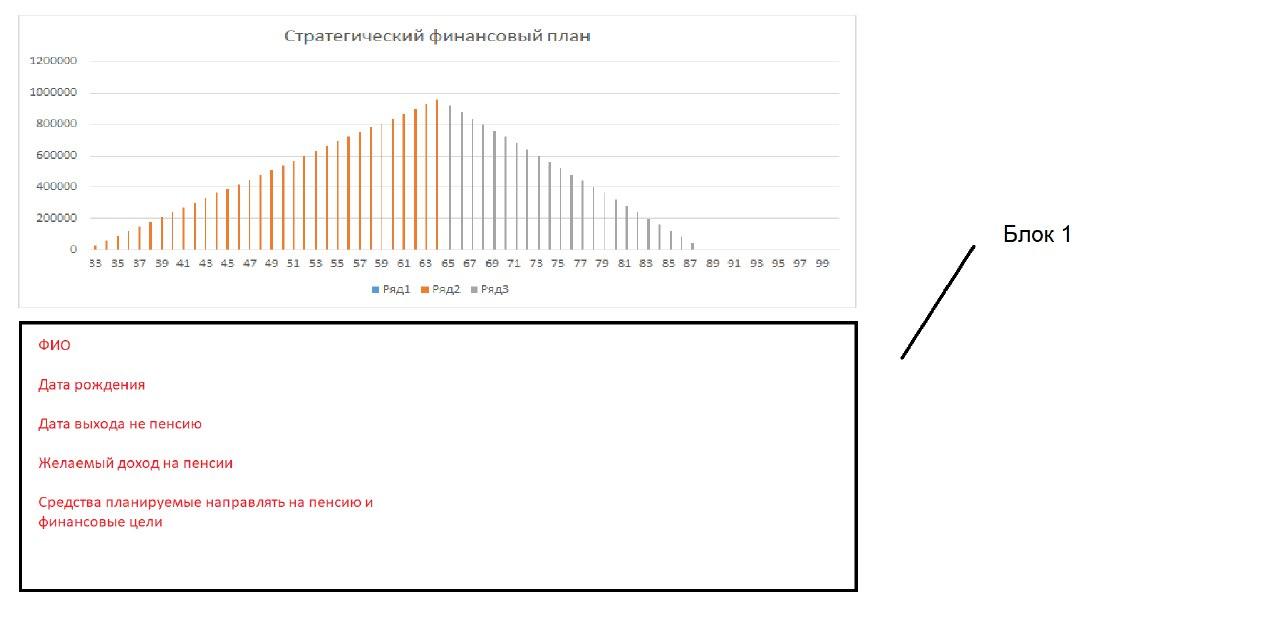 Стратегический финансовый план
1200000
1000000
800000
600000
400000
200000
0
33 35 37 39 41 43 45 47 49 51 53 55 57 59 61 63 65 67 69 71 73 75 77 79 81 83 85 87 89 91 93 95 97 99
Ряд1 Ряд2 Ряд3
Блок 1
ФИО
Дата рождения
Дата выхода не пенсию
Желаемый доход на пенсии
Средства планируемые направлять на пенсию и
финансовые цели